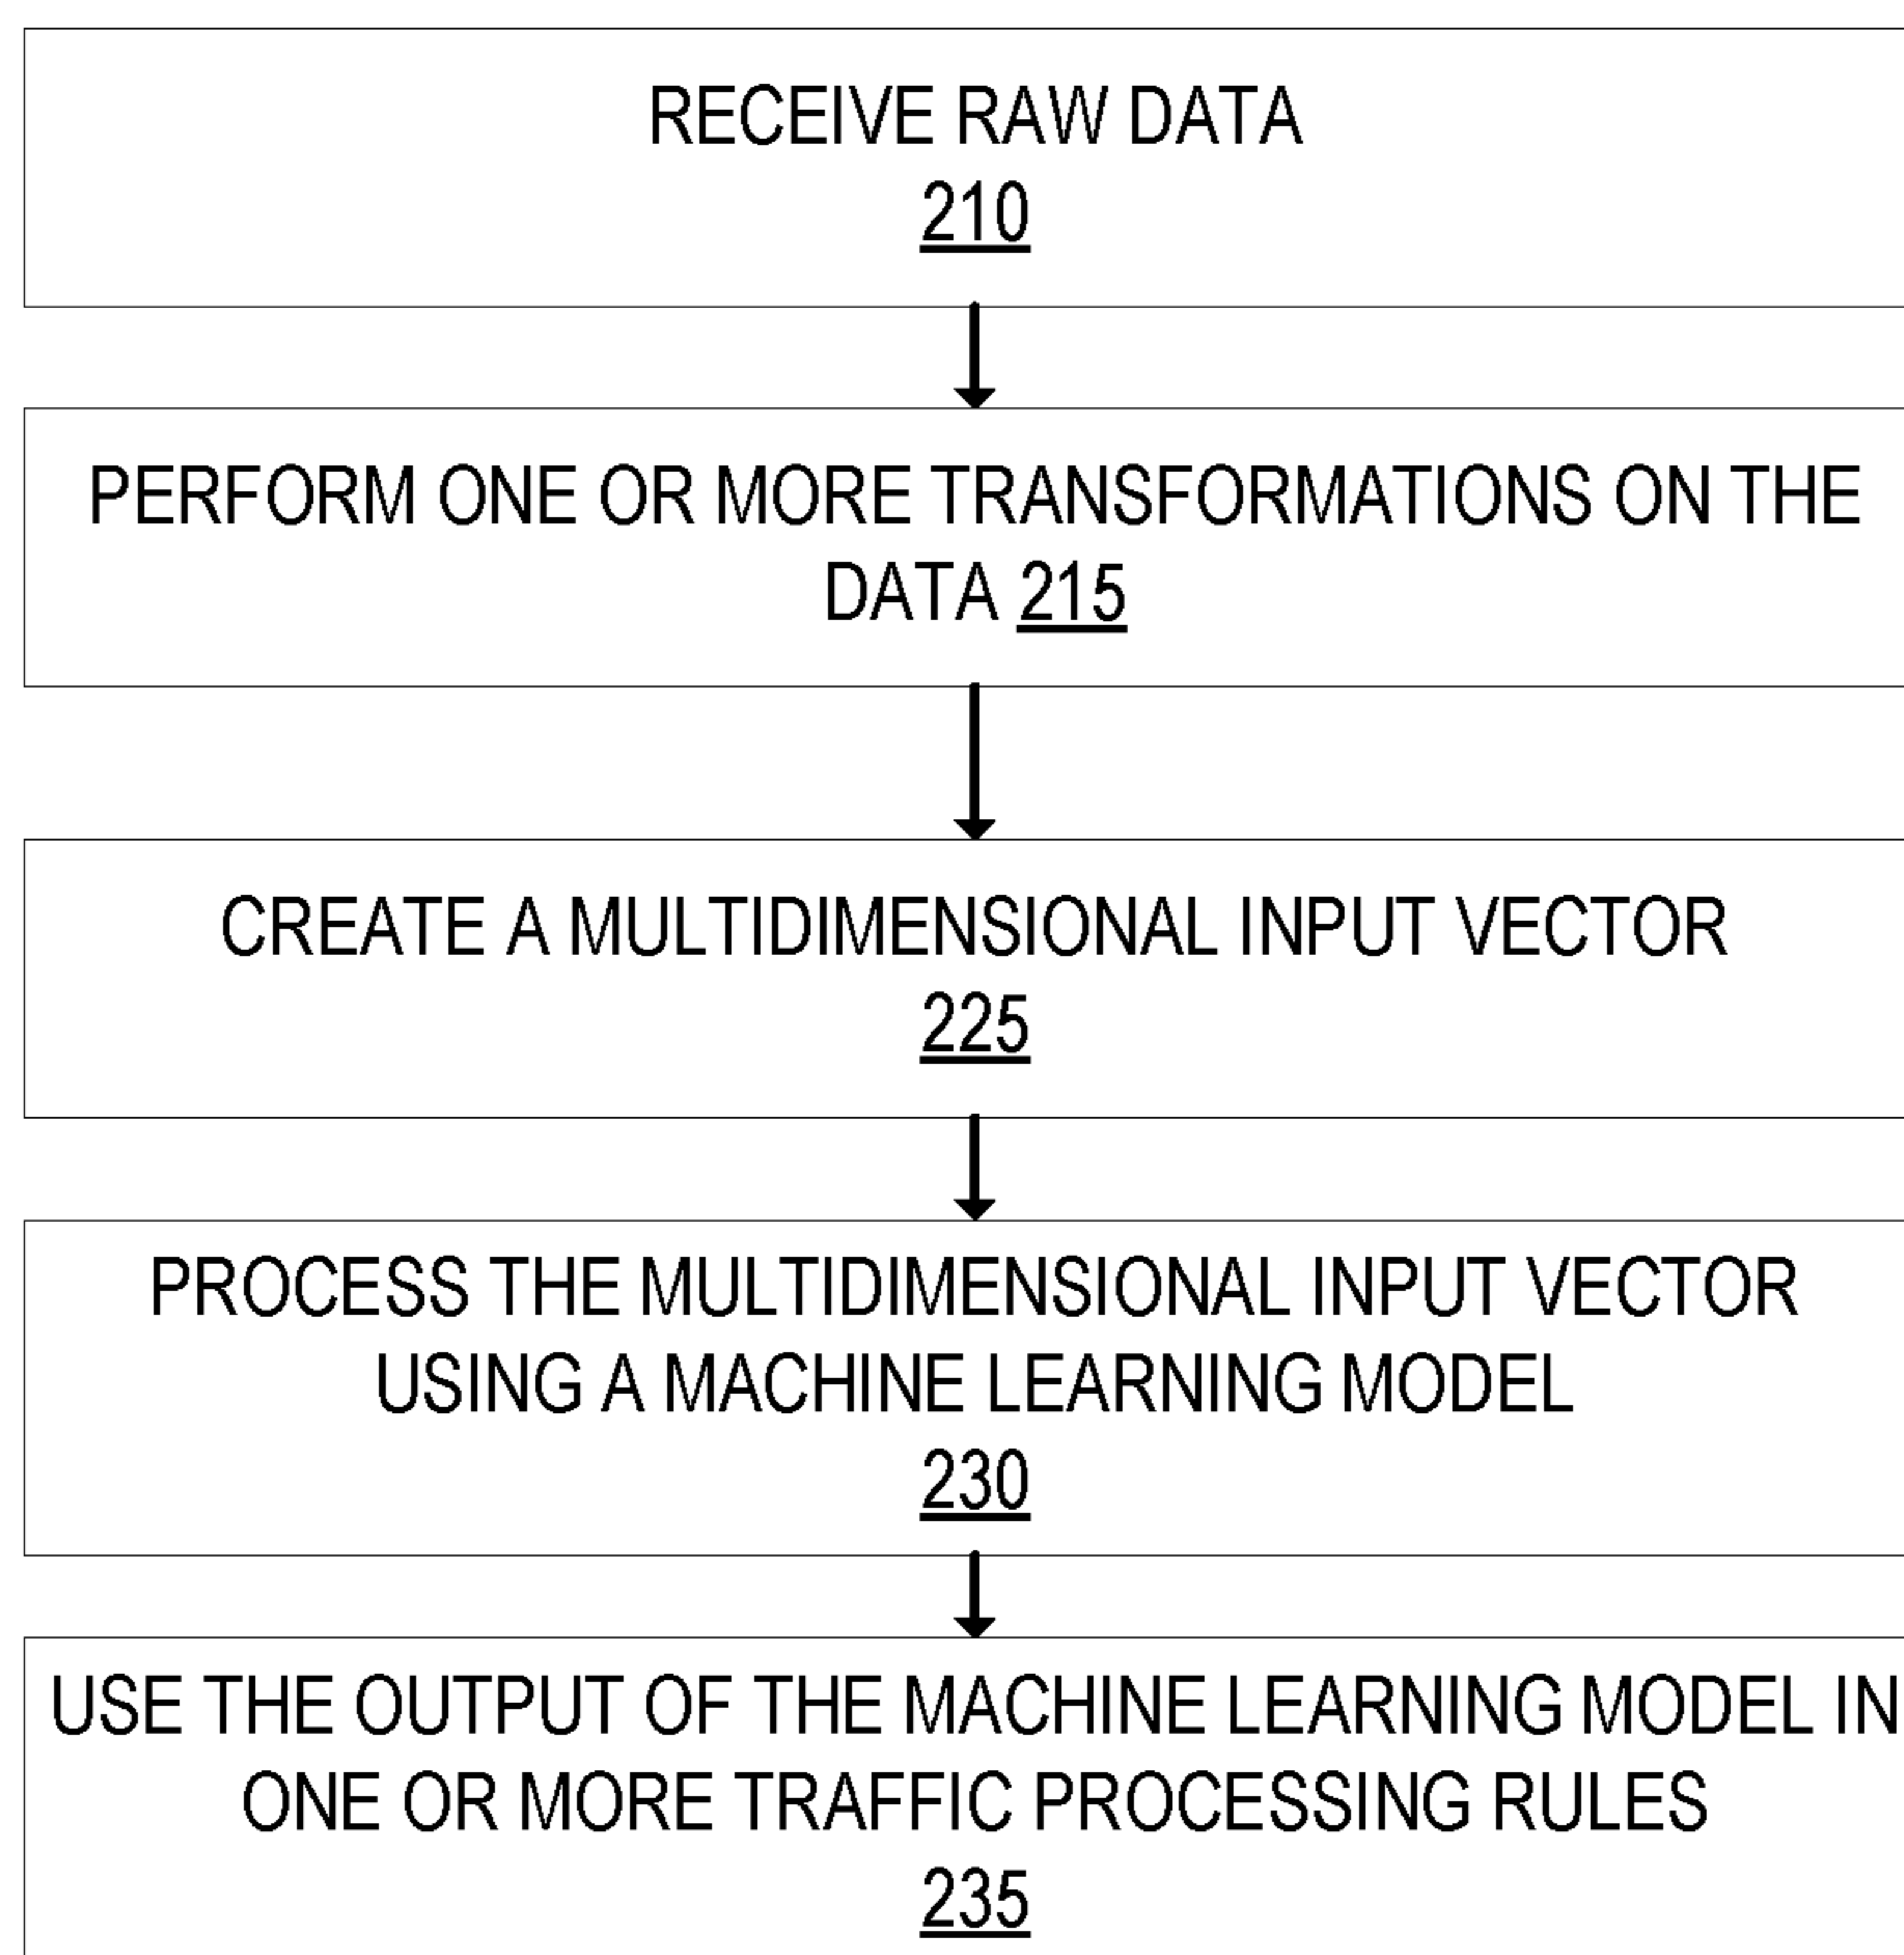 RECEIVE RAW DATA
210
PERFORM ONE OR MORE TRANSFORMATIONS ON THE
DATA 215
CREATE A MULTIDIMENSIONAL INPUT VECTOR
225
PROCESS THE MULTIDIMENSIONAL INPUT VECTOR
USING A MACHINE LEARNING MODEL
230
USE THE OUTPUT OF THE MACHINE LEARNING MODEL IN
ONE OR MORE TRAFFIC PROCESSING RULES
235